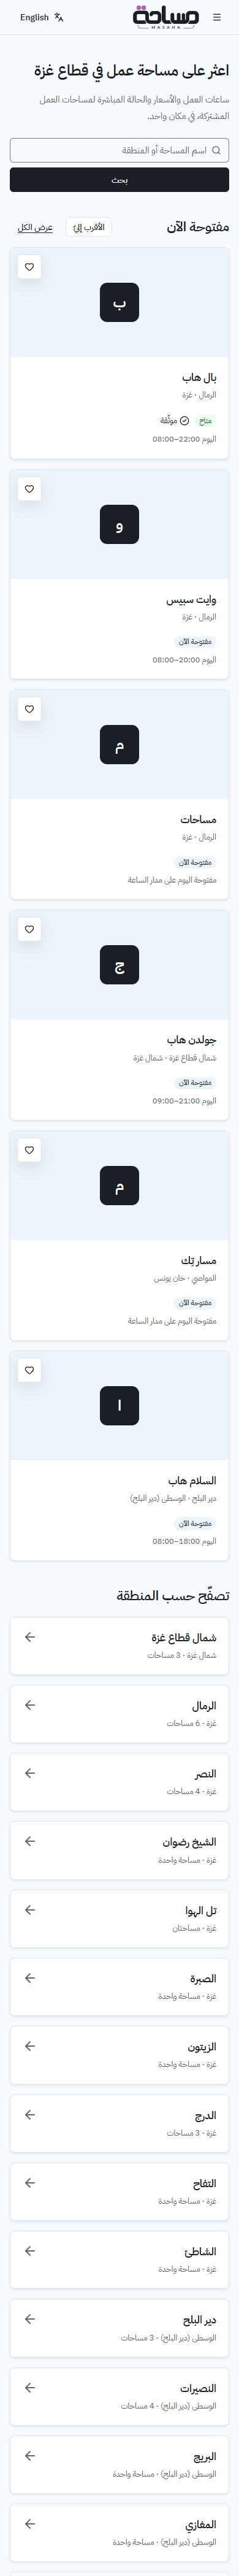 مساحة
MASAHA
English
اعثر على مساحة عمل في قطاع غزة
ساعات العمل والأسعار والحالة المباشرة لمساحات العمل
المشتركة، في مكان واحد.
اسم المساحة أو المنطقة
بحث
مفتوحة الآن
الأقرب إليّ
عرض الكل
ب
بال هاب
الرمال · غزة
متاح
موثّقة
اليوم 22:00–08:00
و
وايت سبيس
الرمال · غزة
مفتوحة الآن
اليوم 20:00–08:00
م
مساحات
الرمال · غزة
مفتوحة الآن
مفتوحة اليوم على مدار الساعة
ج
جولدن هاب
شمال قطاع غزة · شمال غزة
مفتوحة الآن
اليوم 21:00–09:00
م
مسار تِك
المواصي · خان يونس
مفتوحة الآن
مفتوحة اليوم على مدار الساعة
ا
السلام هاب
دير البلح · الوسطى (دير البلح)
مفتوحة الآن
اليوم 18:00–08:00
تصفّح حسب المنطقة
شمال قطاع غزة
شمال غزة · 3 مساحات
الرمال
غزة · 6 مساحات
النصر
غزة · 4 مساحات
الشيخ رضوان
غزة · مساحة واحدة
تل الهوا
غزة · مساحتان
الصبرة
غزة · مساحة واحدة
الزيتون
غزة · مساحة واحدة
الدرج
غزة · 3 مساحات
التفاح
غزة · مساحة واحدة
الشاطئ
غزة · مساحة واحدة
دير البلح
الوسطى (دير البلح) · 3 مساحات
النصيرات
الوسطى (دير البلح) · 4 مساحات
البريج
الوسطى (دير البلح) · مساحة واحدة
المغازي
الوسطى (دير البلح) · مساحة واحدة